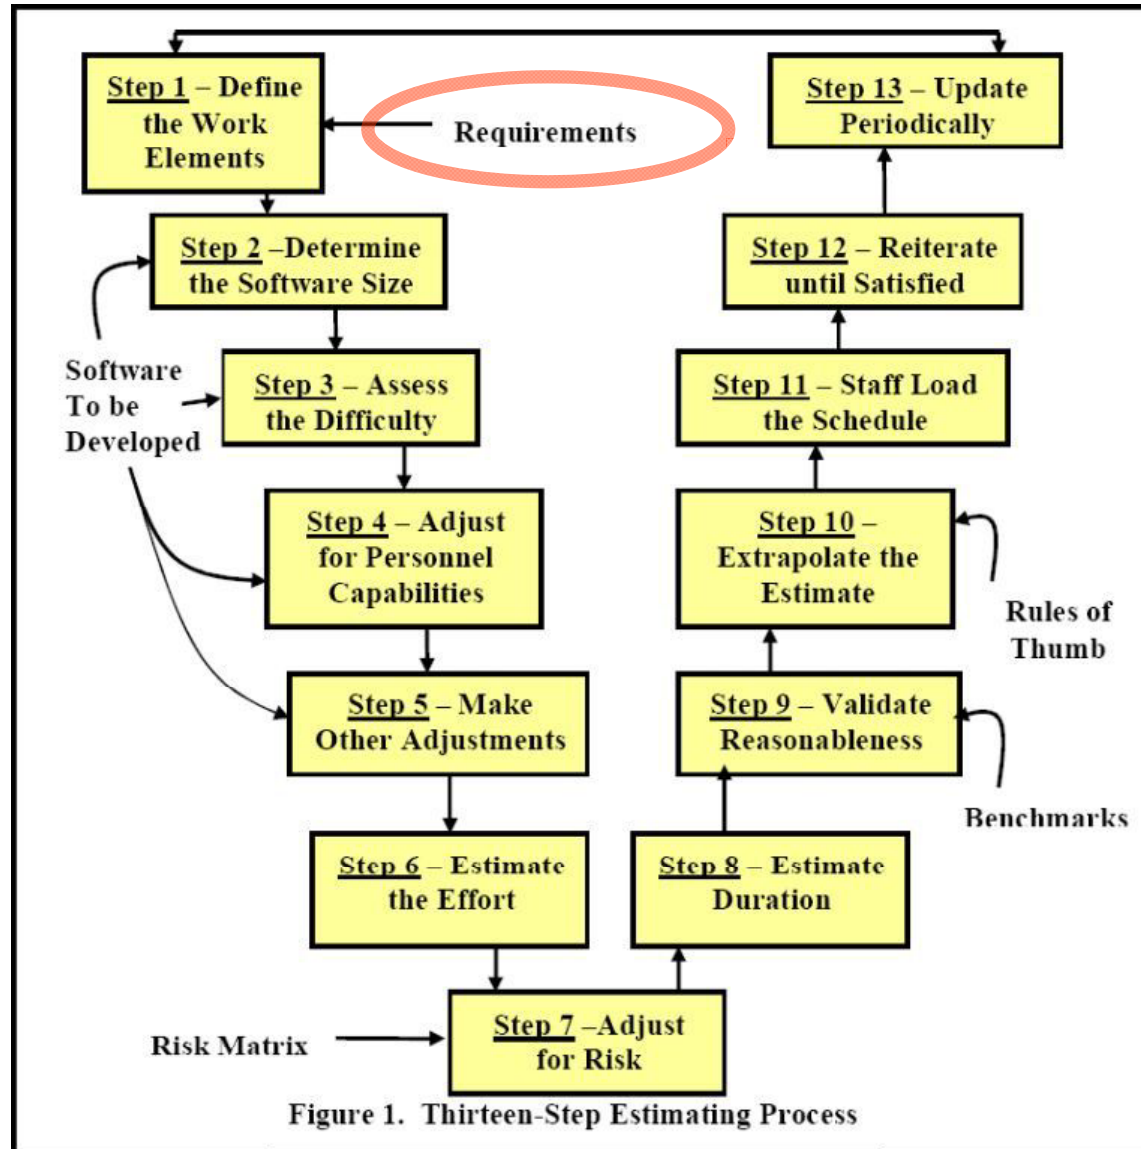 Step 1 – Define
the Work
Elements
Requirements
Step 13 – Update
Periodically
Step 2 –Determine
the Software Size
Step 12 – Reiterate
until Satisfied
Software
To be
Developed
Step 3 – Assess
the Difficulty
Step 11 – Staff Load
the Schedule
Step 4 – Adjust
for Personnel
Capabilities
Step 10 –
Extrapolate the
Estimate
Rules of
Thumb
Step 5 – Make
Other Adjustments
Step 9 – Validate
Reasonableness
Benchmarks
Step 6 – Estimate
the Effort
Step 8 – Estimate
Duration
Risk Matrix
Step 7 –Adjust
for Risk
Figure 1. Thirteen-Step Estimating Process